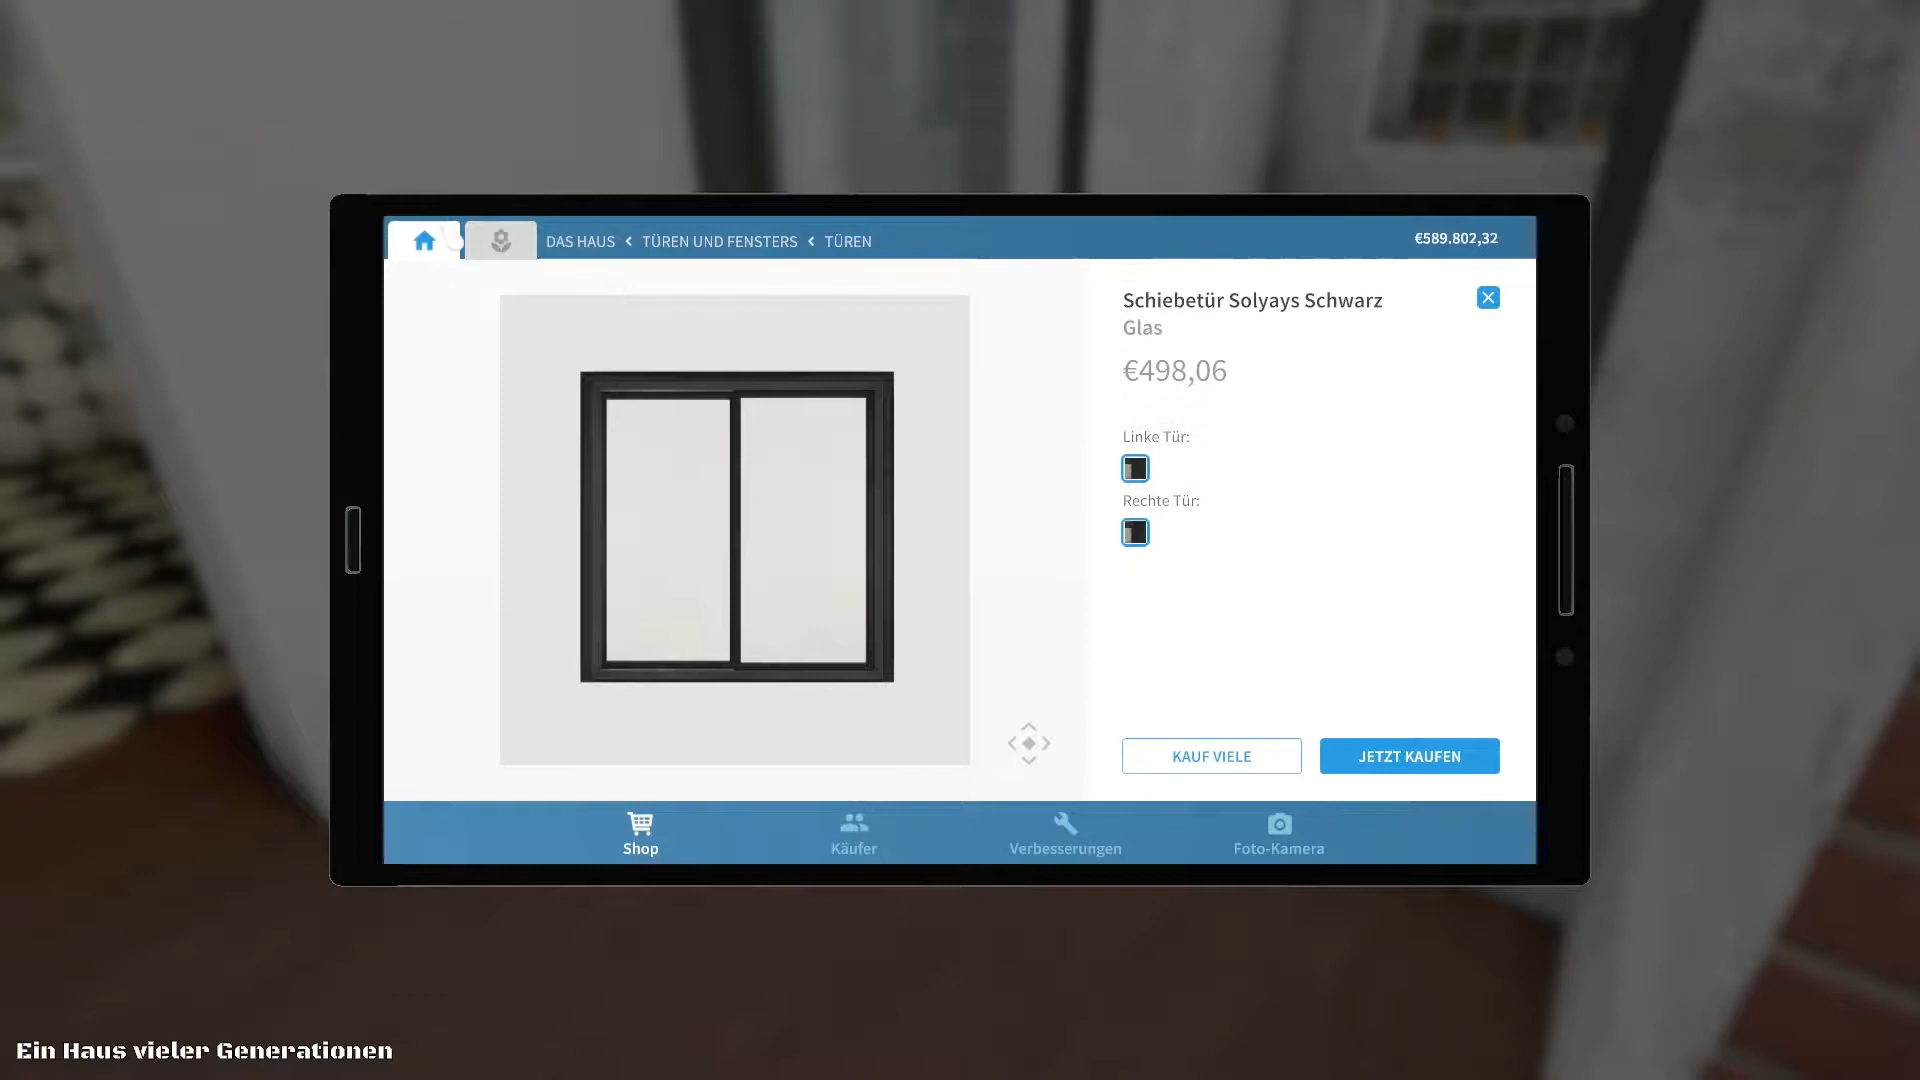 DAS HAUS < TÜREN UND FENSTERS < TÜREN
€589.802,32
Schiebetür Solyays Schwarz
Glas
€498,06
Linke Tür:
Rechte Tür:
KAUF VIELE
JETZT KAUFEN
Shop
Käufer
Verbesserungen
Foto-Kamera
Ein Haus vieler Generationen